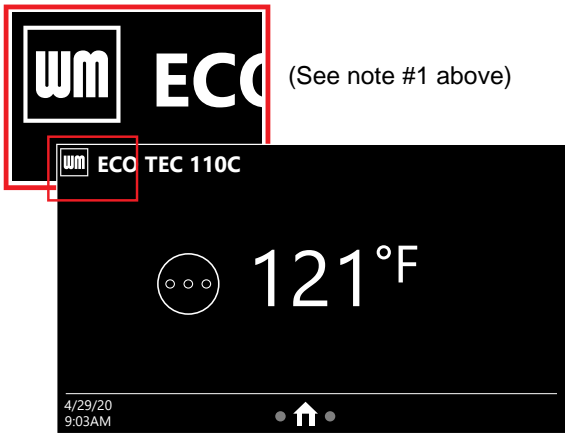 wm ECO
(See note #1 above)
wm ECO TEC 110C
121°F
4/29/20
9:03AM